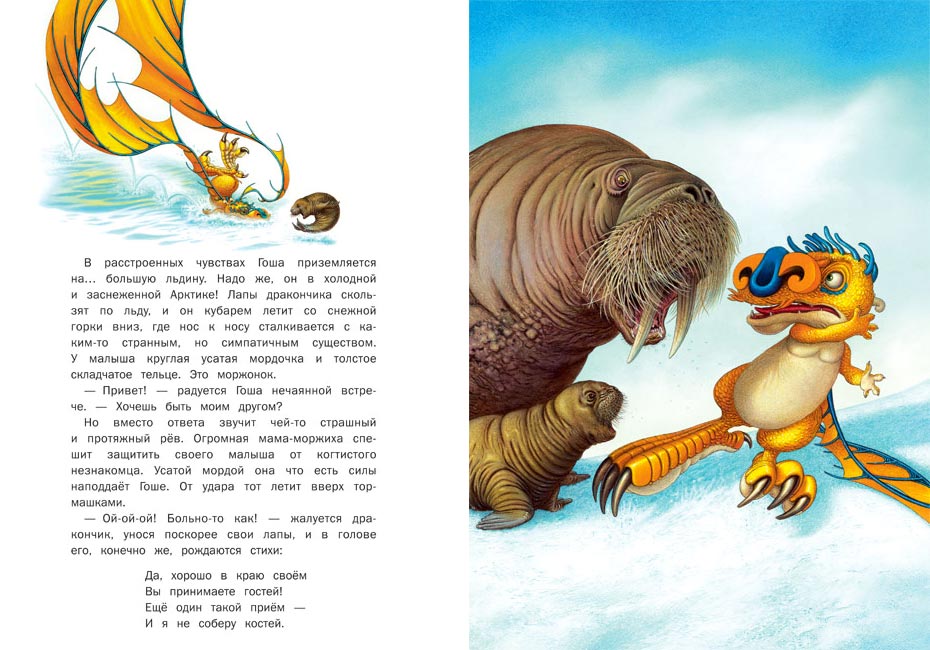 В расстроенных чувствах Гоша приземляется
на... большую льдину. Надо же, он в холодной
и заснеженной Арктике! Лапы дракончика сколь-
зят по льду, и он кубарем летит со снежной
горки вниз, где нос к носу сталкивается с ка-
ким-то странным, но симпатичным существом.
У малыша круглая усатая мордочка и толстое
складчатое тельце. Это моржонок.
— Привет! — радуется Гоша нечаянной встре-
че. — Хочешь быть моим другом?
Но вместо ответа звучит чей-то страшный
и протяжный рёв. Огромная мама-моржиха спе-
шит защитить своего малыша от когтистого
незнакомца. Усатой мордой она что есть силы
наподдаёт Гоше. От удара тот летит вверх тор-
машками.
— Ой-ой-ой! Больно-то как! — жалуется дра-
кончик, унося поскорее свои лапы, и в голове
его, конечно же, рождаются стихи:
Да, хорошо в краю своём
Вы принимаете гостей!
Ещё один такой приём —
И я не соберу костей.